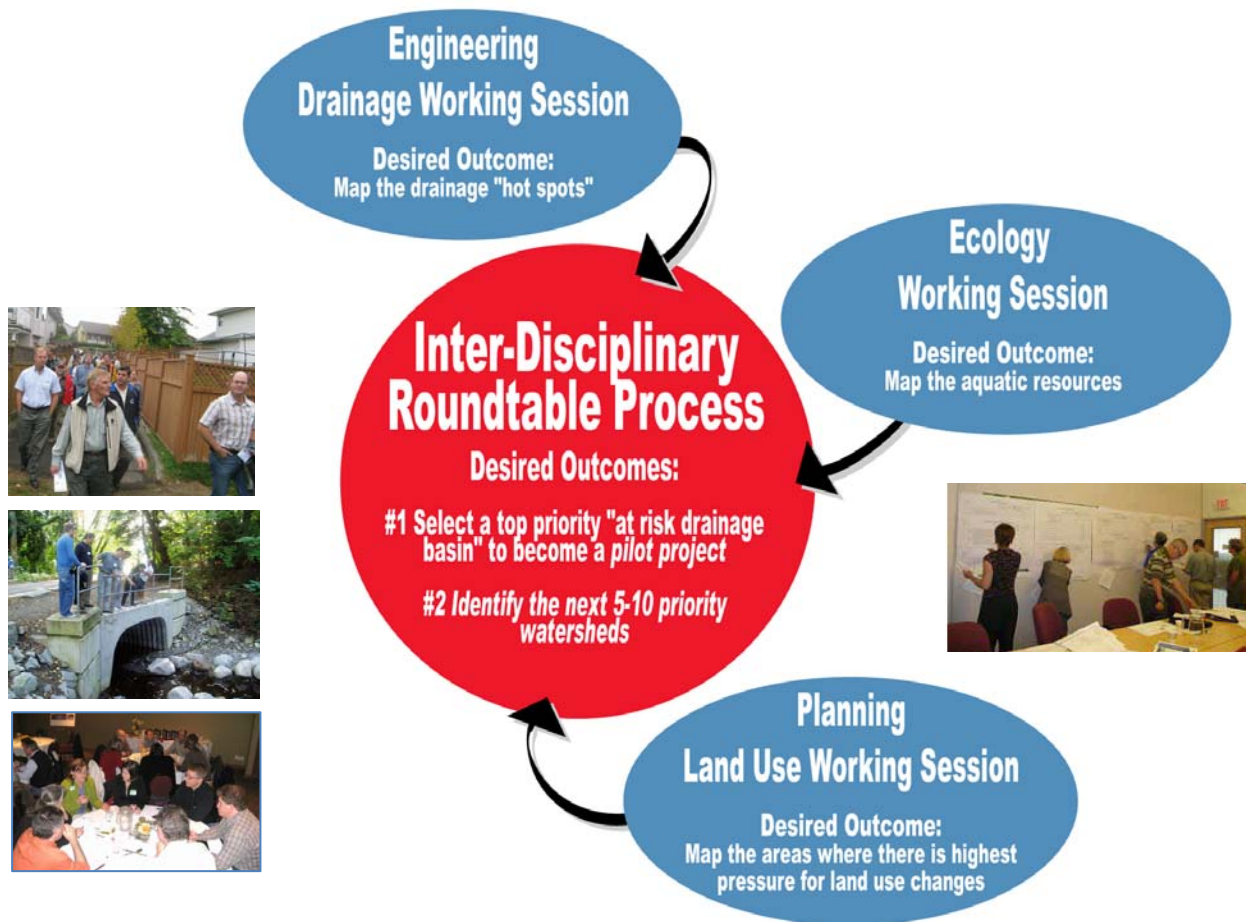 Engineering
Drainage Working Session
Desired Outcome:
Map the drainage "hot spots"
Ecology
Working Session
Desired Outcome:
Map the aquatic resources
Inter-Disciplinary
Roundtable Process
Desired Outcomes:
#1 Select a top priority "at risk drainage
basin" to become a pilot project
#2 Identify the next 5-10 priority
watersheds
EXIT
Planning
Land Use Working Session
Desired Outcome:
Map the areas where there is highest
pressure for land use changes